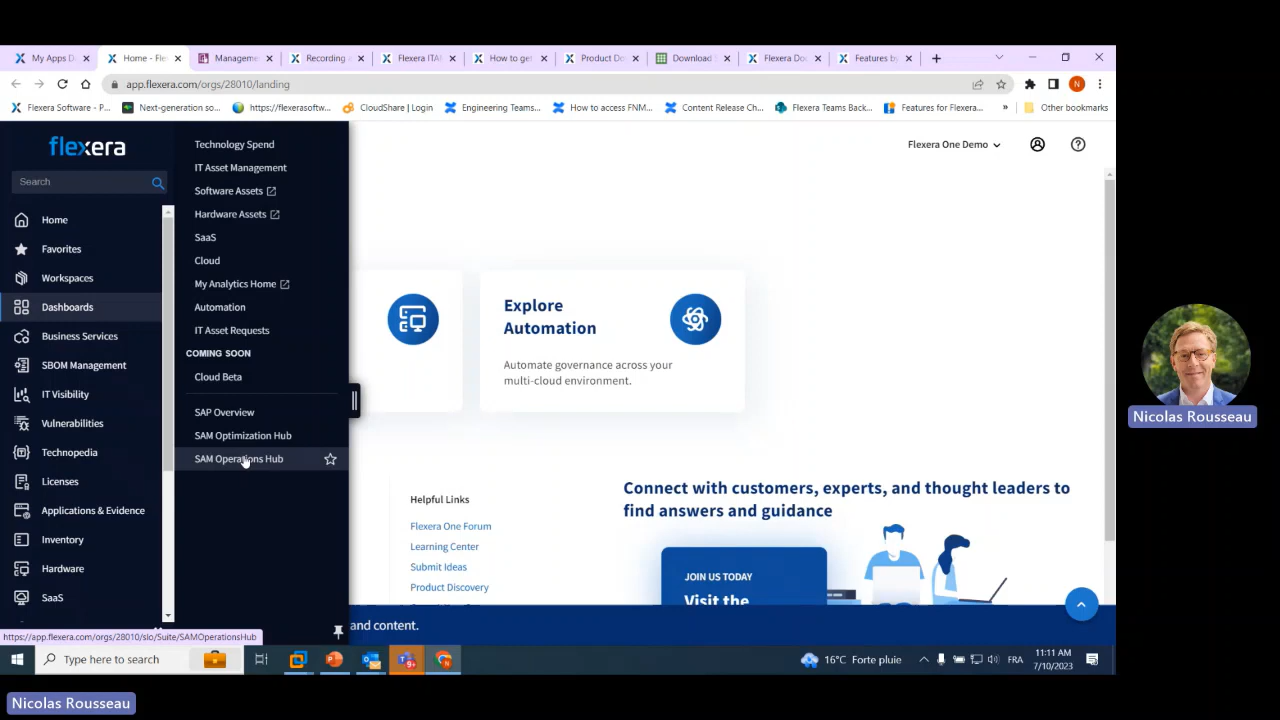 My Apps D
Home - Fle
Managem
Recording
Flexera ITA
How to get
Product Do
Download
Flexera Do
Features by
app.flexera.com/orgs/28010/landing
N
Flexera Software - P...
Next-generation so...
https://flexerasoftw...
CloudShare | Login
Engineering Teams...
How to access FNM...
Content Release Ch...
Flexera Teams Back...
Features for Flexera...
»
Other bookmarks
flexera
Search
Home
Favorites
Workspaces
Dashboards
Business Services
SBOM Management
IT Visibility
Vulnerabilities
Technopedia
Licenses
Applications & Evidence
Inventory
Hardware
SaaS
Technology Spend
IT Asset Management
Software Assets
Hardware Assets
SaaS
Cloud
My Analytics Home
Automation
IT Asset Requests
COMING SOON
Cloud Beta
SAP Overview
SAM Optimization Hub
SAM Operations Hub
Flexera One Demo
Explore
Automation
Automate governance across your
multi-cloud environment.
Helpful Links
Flexera One Forum
Learning Center
Submit Ideas
Product Discovery
Connect with customers, experts, and thought leaders to
find answers and guidance
JOIN US TODAY
Visit the
and content.
https://app.flexera.com/orgs/28010/slo/Suite/SAMOperationsHub
Type here to search
16°C Forte pluie
FRA
11:11 AM
7/10/2023
Nicolas Rousseau
Nicolas Rousseau